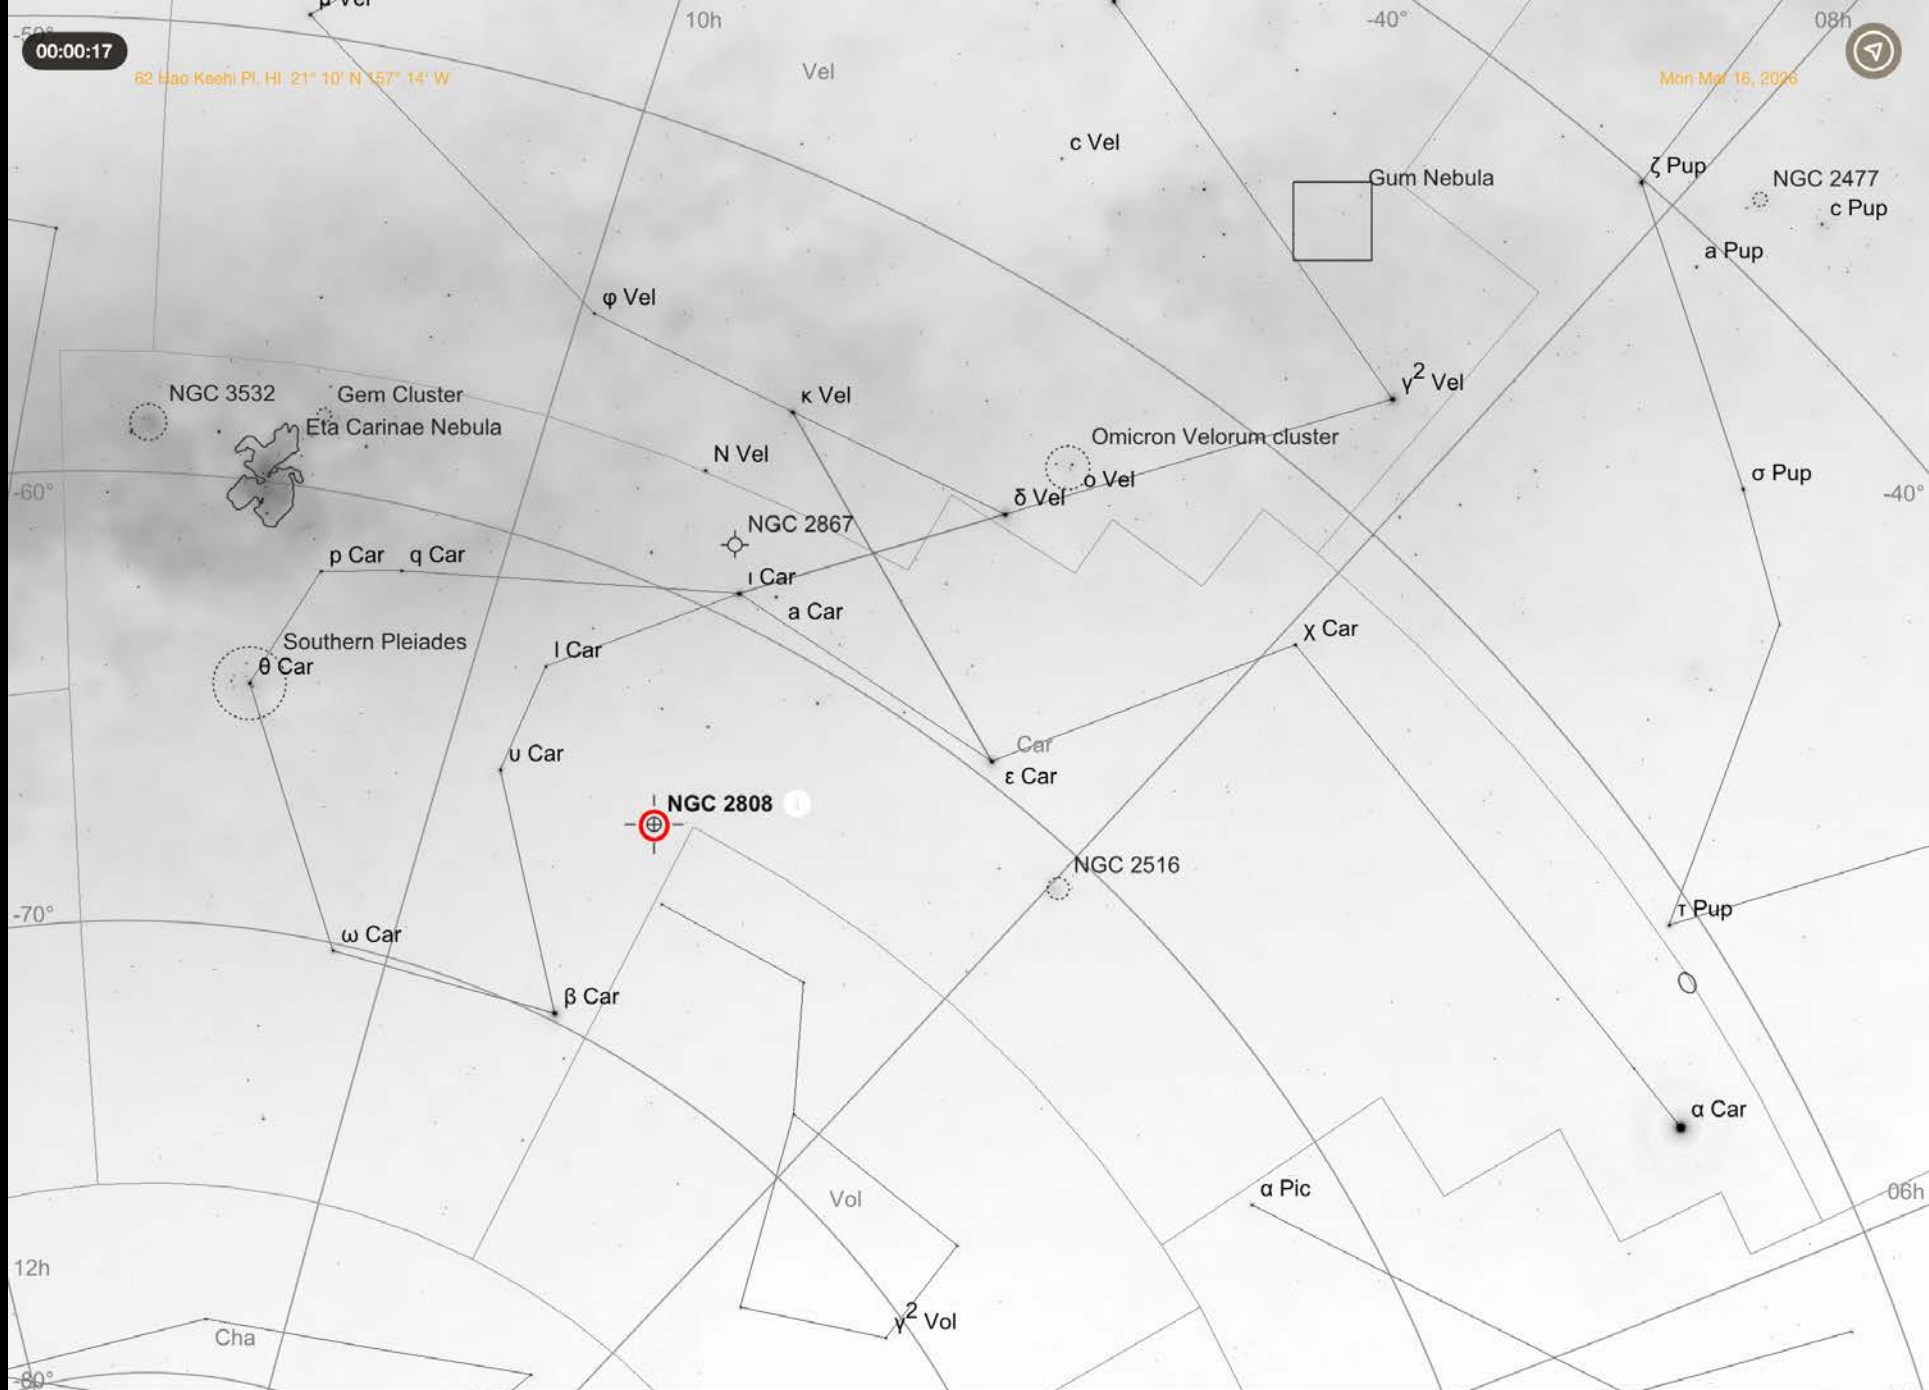 μ Vel
10h
-40°
08h
-50°
00:00:17
62 Hao Keehi Pl, HI 21° 10' N 157° 14' W
Vel
Mon Mar 16, 2026
c Vel
ζ Pup
Gum Nebula
NGC 2477
c Pup
a Pup
φ Vel
γ2 Vel
NGC 3532
Gem Cluster
κ Vel
Eta Carinae Nebula
Omicron Velorum cluster
N Vel
σ Pup
o Vel
-60°
δ Vel
-40°
NGC 2867
p Car
q Car
ι Car
a Car
χ Car
Southern Pleiades
l Car
θ Car
υ Car
Car
ε Car
NGC 2808
NGC 2516
-70°
τ Pup
ω Car
β Car
α Car
α Pic
06h
Vol
12h
γ2 Vol
Cha
-80°